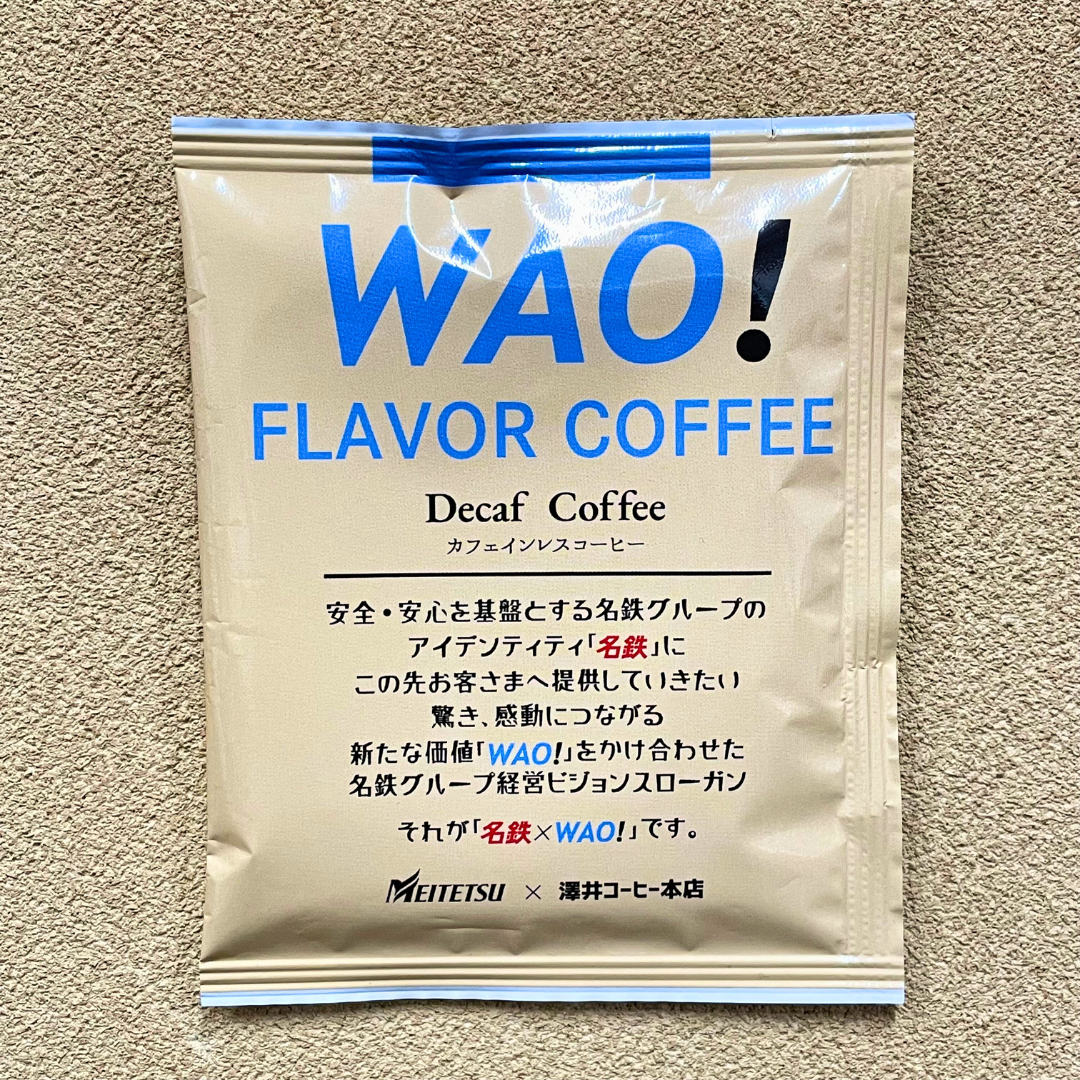 WAO!
FLAVOR COFFEE
Decaf Coffee
カフェインレスコーヒー
安全・安心を基盤とする名鉄グループの
アイデンティティ「名鉄」に
この先お客さまへ提供していきたい
驚き、感動につながる
新たな価値「WAO!」をかけ合わせた
名鉄グループ経営ビジョンスローガン
それが「名鉄×WAO!」です。
MEITETSU × 澤井コーヒー本店